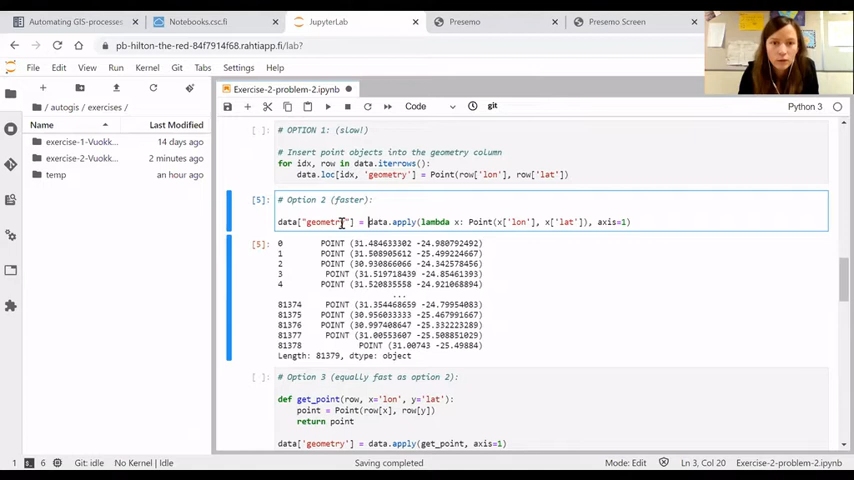 Automating GIS-processes
Notebooks.csc.fi
JupyterLab
Presemo
Presemo Screen
pb-hilton-the-red-84f7914f68.rahtiapp.fi/lab?
File Edit View Run Kernel Git Tabs Settings Help
Exercise-2-problem-2.ipynb
Code git Python 3
/ autogis / exercises /
Name Last Modified
exercise-1-Vuokk... 14 days ago
exercise-2-Vuokk... 2 minutes ago
temp an hour ago
[ ]: # OPTION 1: (slow!)
# Insert point objects into the geometry column
for idx, row in data.iterrows():
data.loc[idx, 'geometry'] = Point(row['lon'], row['lat'])
[5]: # Option 2 (faster):
data["geometry"] = data.apply(lambda x: Point(x['lon'], x['lat']), axis=1)
[5]: 0 POINT (31.484633302 -24.980792492)
1 POINT (31.508905612 -25.499224667)
2 POINT (30.930866066 -24.342578456)
3 POINT (31.519718439 -24.85461393)
4 POINT (31.520835558 -24.921068894)
...
81374 POINT (31.354468659 -24.79954083)
81375 POINT (30.956033333 -25.467991667)
81376 POINT (30.997408647 -25.332223289)
81377 POINT (31.00553607 -25.508851029)
81378 POINT (31.00743 -25.49884)
Length: 81379, dtype: object
[ ]: # Option 3 (equally fast as option 2):
def get_point(row, x='lon', y='lat'):
point = Point(row[x], row[y])
return point
data['geometry'] = data.apply(get_point, axis=1)
1 6 Git: idle No Kernel | Idle Saving completed Mode: Edit Ln 3, Col 20 Exercise-2-problem-2.ipynb